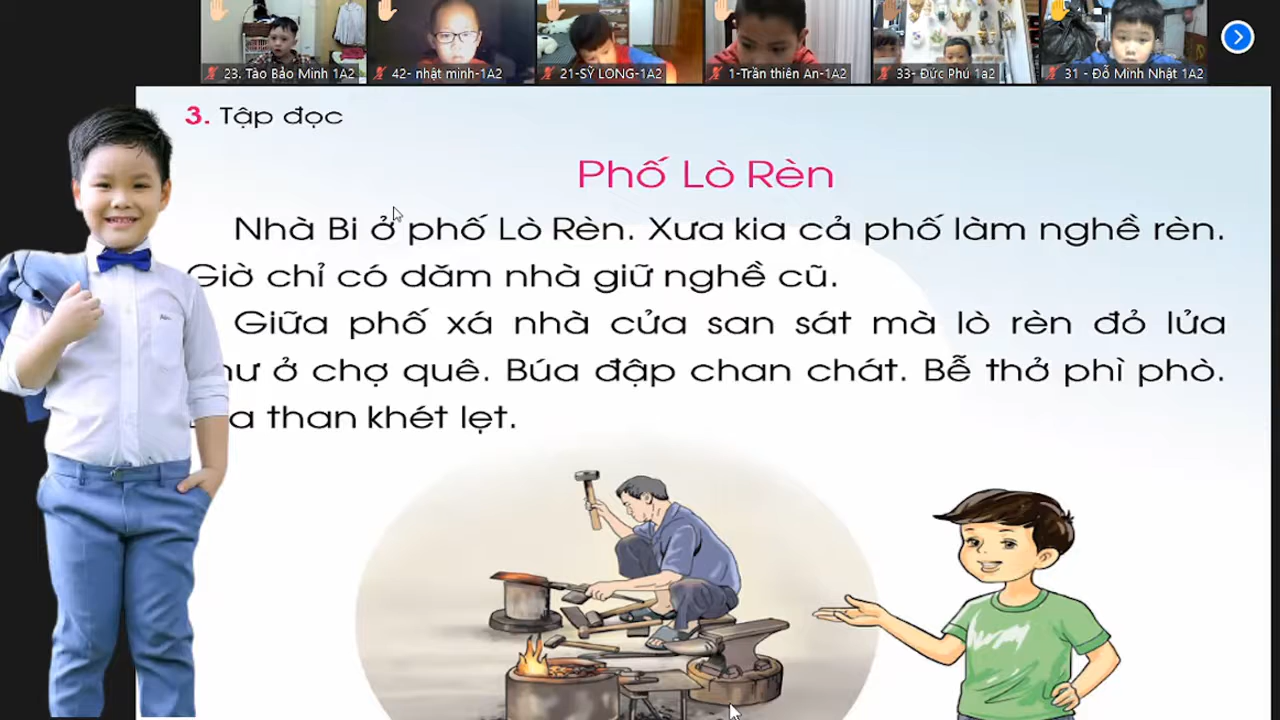 23. Tào Bảo Minh 1A2
42- nhật minh-1A2
21-SỸ LONG-1A2
1-Trần thiên An-1A2
33- Đức Phú 1a2
31 - Đỗ Minh Nhật 1A2
3. Tập đọc
Phố Lò Rèn
Nhà Bi ở phố Lò Rèn. Xưa kia cả phố làm nghề rèn.
Giờ chỉ có dăm nhà giữ nghề cũ.
Giữa phố xá nhà cửa san sát mà lò rèn đỏ lửa
ở chợ quê. Búa đập chan chát. Bễ thở phì phò.
than khét lẹt.